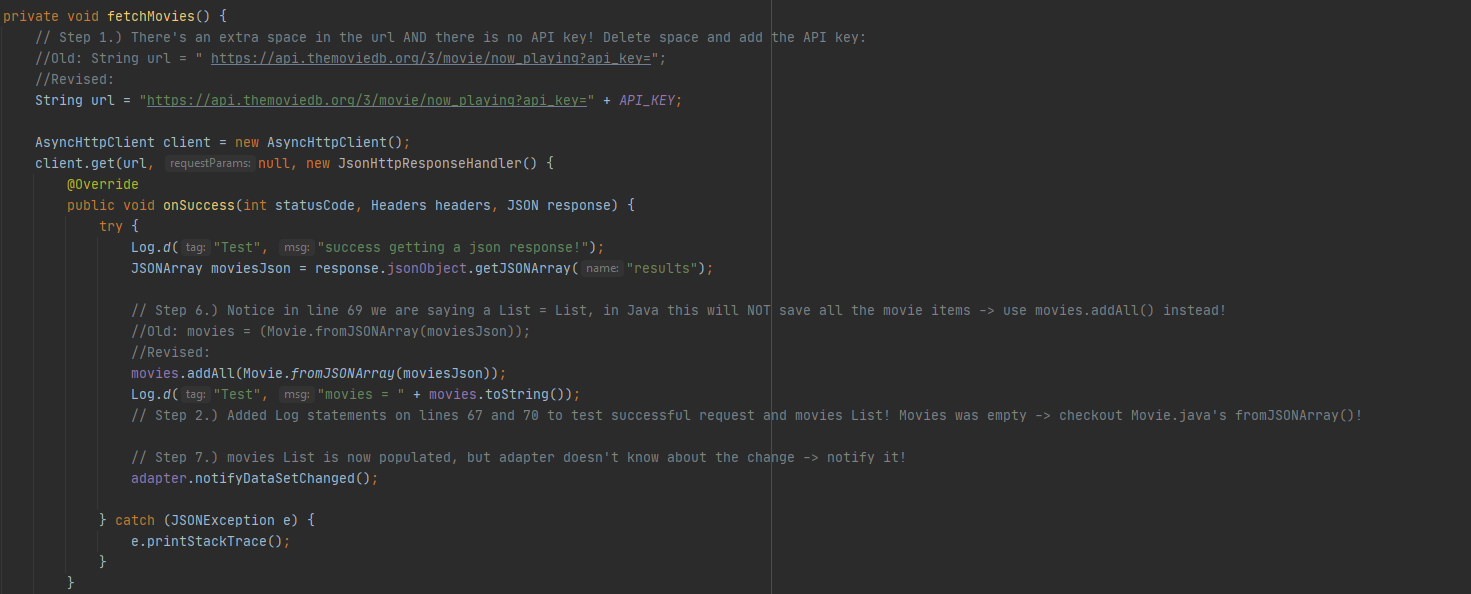 private void fetchMovies() {
// Step 1.) There's an extra space in the url AND there is no API key! Delete space and add the API key:
//Old: String url = " https://api.themoviedb.org/3/movie/now_playing?api_key=";
//Revised:
String url = "https://api.themoviedb.org/3/movie/now_playing?api_key=" + API_KEY;
AsyncHttpClient client = new AsyncHttpClient();
client.get(url, requestParams: null, new JsonHttpResponseHandler() {
@Override
public void onSuccess(int statusCode, Headers headers, JSON response) {
try {
Log.d( tag: "Test", msg: "success getting a json response!");
JSONArray moviesJson = response.jsonObject.getJSONArray( name: "results");
// Step 6.) Notice in line 69 we are saying a List = List, in Java this will NOT save all the movie items -> use movies.addAll() instead!
//Old: movies = (Movie.fromJSONArray(moviesJson));
//Revised:
movies.addAll(Movie.fromJSONArray(moviesJson));
Log.d( tag: "Test", msg: "movies = " + movies.toString());
// Step 2.) Added Log statements on lines 67 and 70 to test successful request and movies List! Movies was empty -> checkout Movie.java's fromJSONArray()!
// Step 7.) movies List is now populated, but adapter doesn't know about the change -> notify it!
adapter.notifyDataSetChanged();
} catch (JSONException e) {
e.printStackTrace();
}
}